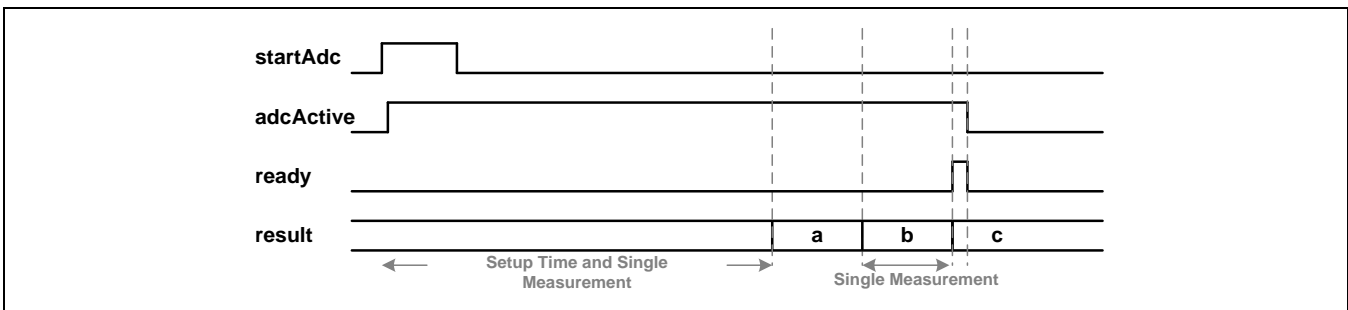 startAdc
adcActive
ready
result
a
b
c
Setup Time and Single
Measurement
Single Measurement